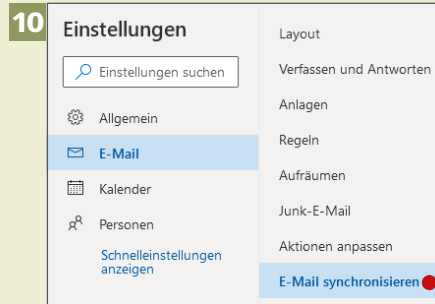 10
Einstellungen
Einstellungen suchen
Allgemein
E-Mail
Kalender
Personen
Schnelleinstellungen
anzeigen
Layout
Verfassen und Antworten
Anlagen
Regeln
Aufräumen
Junk-E-Mail
Aktionen anpassen
E-Mail synchronisieren